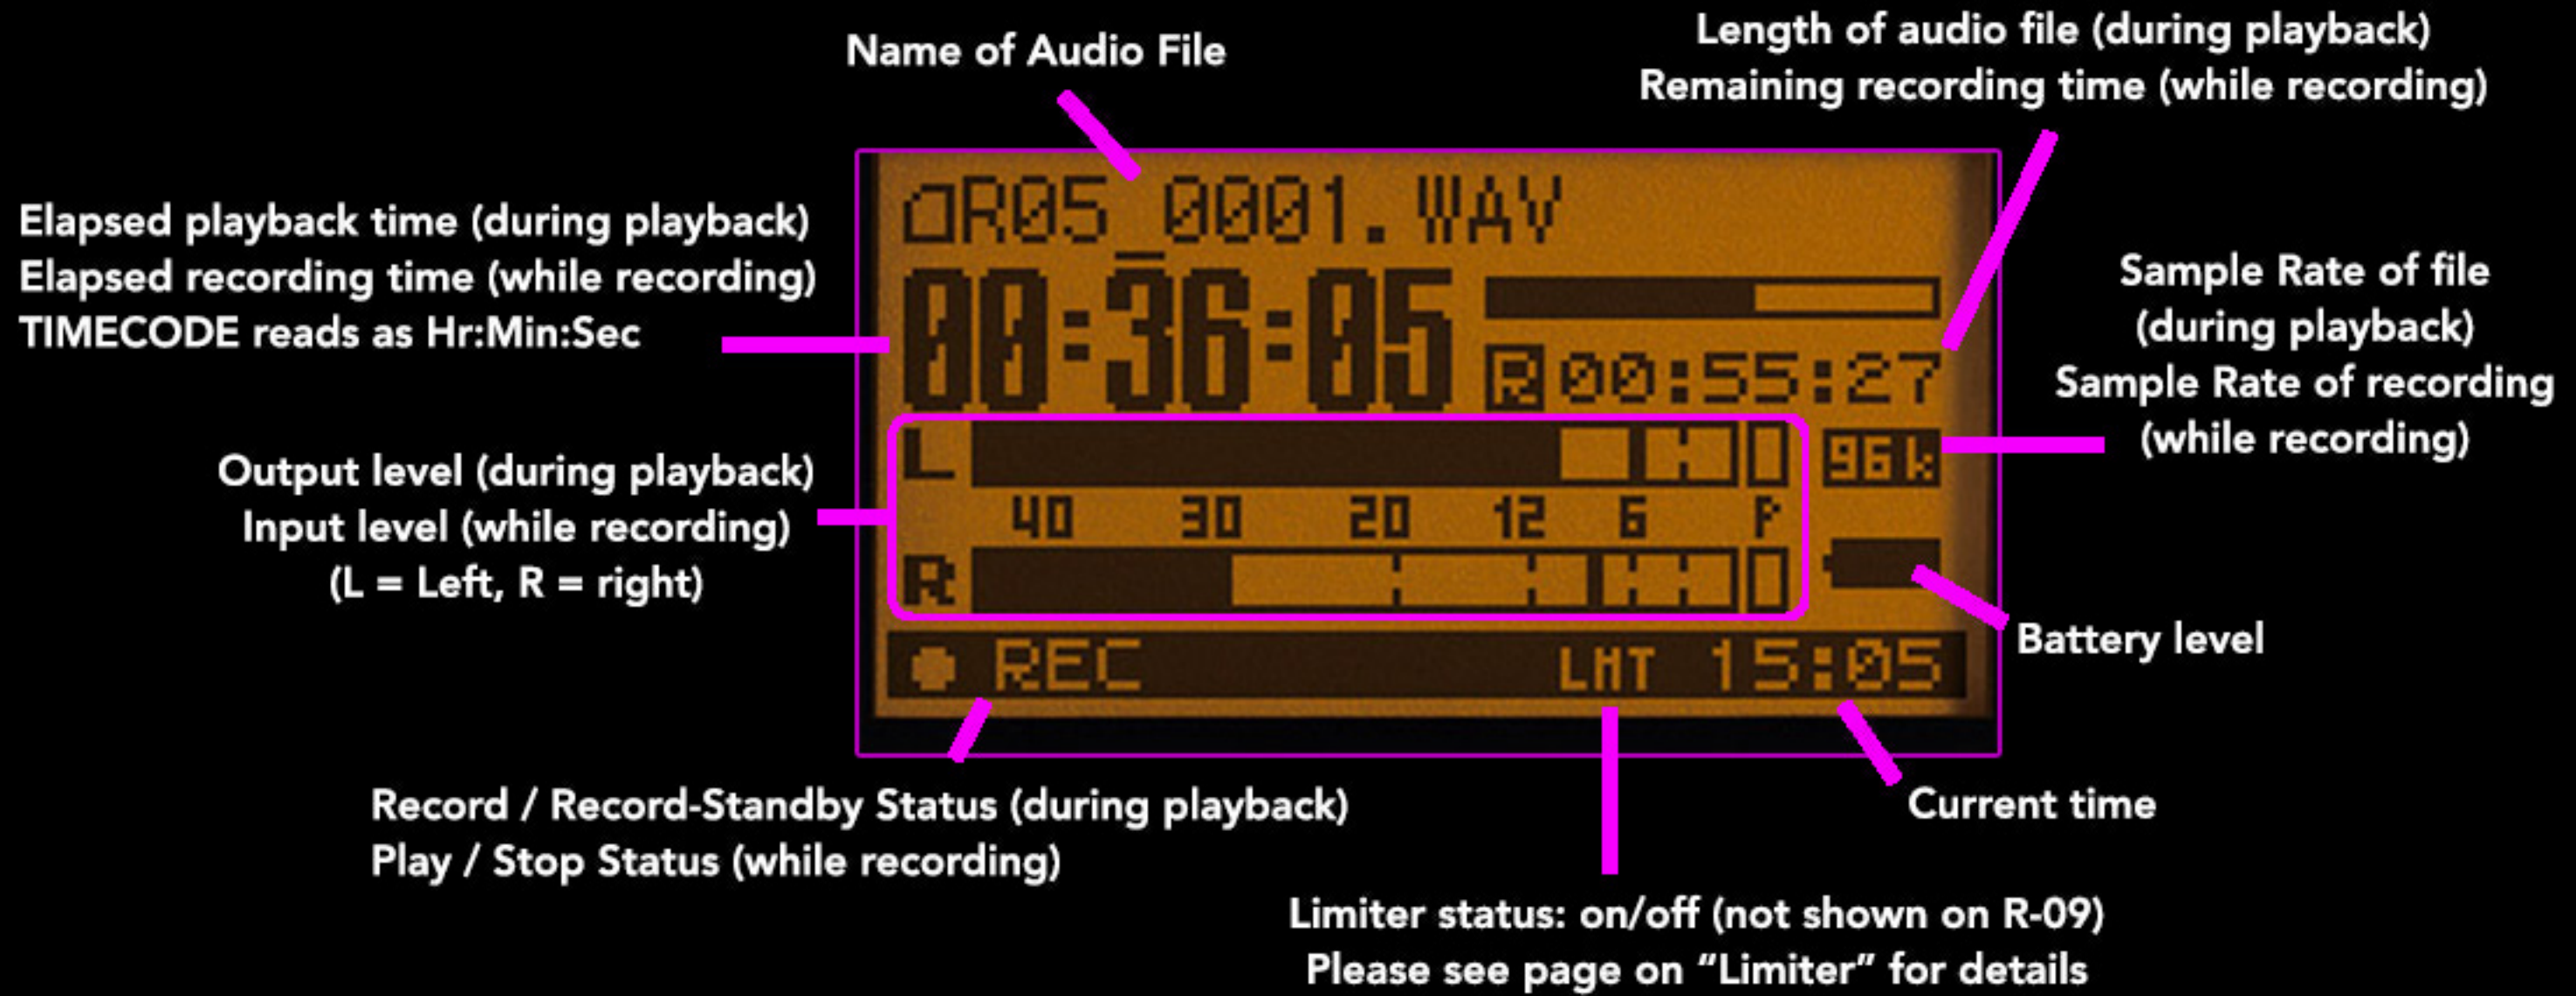 Name of Audio File
Length of audio file (during playback)
Remaining recording time (while recording)
Elapsed playback time (during playback)
Elapsed recording time (while recording)
TIMECODE reads as Hr:Min:Sec
R05_0001.WAV
00:36:05
R 00:55:27
Sample Rate of file
(during playback)
Sample Rate of recording
(while recording)
Output level (during playback)
Input level (while recording)
(L = Left, R = right)
L
96k
40 30 20 12 6 P
R
Battery level
REC LMT 15:05
Record / Record-Standby Status (during playback)
Play / Stop Status (while recording)
Current time
Limiter status: on/off (not shown on R-09)
Please see page on “Limiter” for details